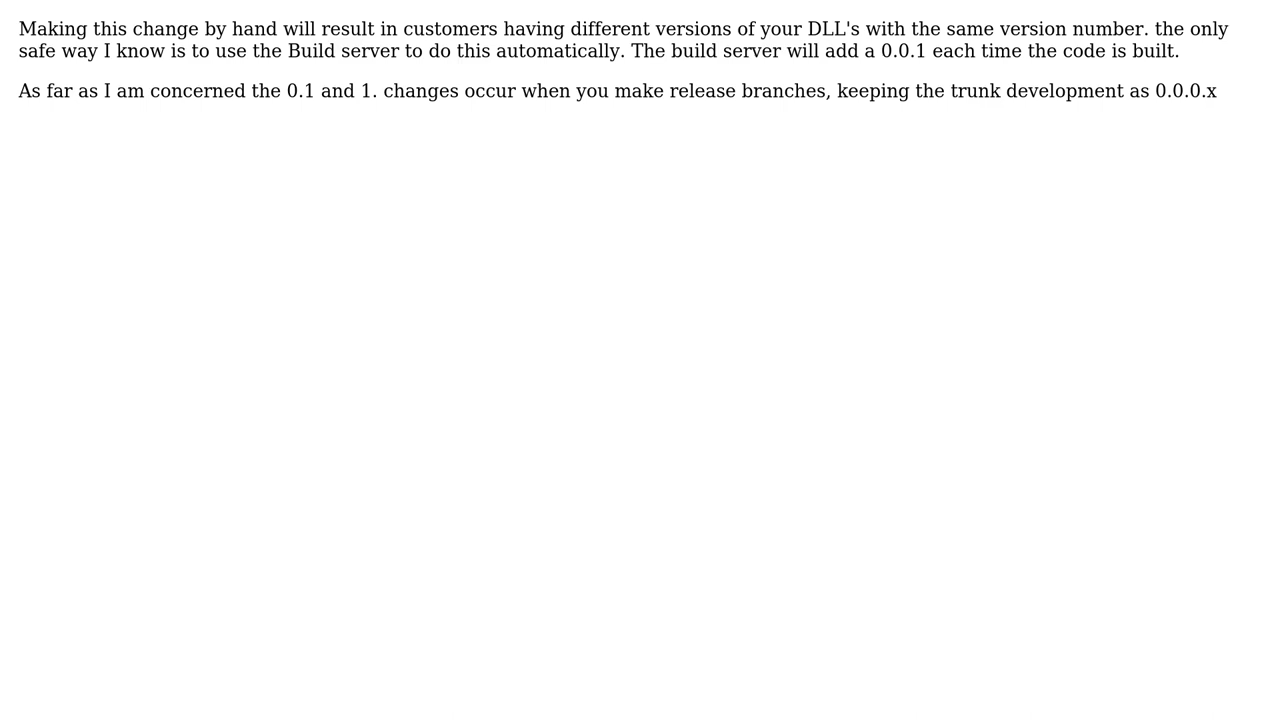 Making this change by hand will result in customers having different versions of your DLL's with the same version number. the only
safe way I know is to use the Build server to do this automatically. The build server will add a 0.0.1 each time the code is built.
As far as I am concerned the 0.1 and 1. changes occur when you make release branches, keeping the trunk development as 0.0.0.x